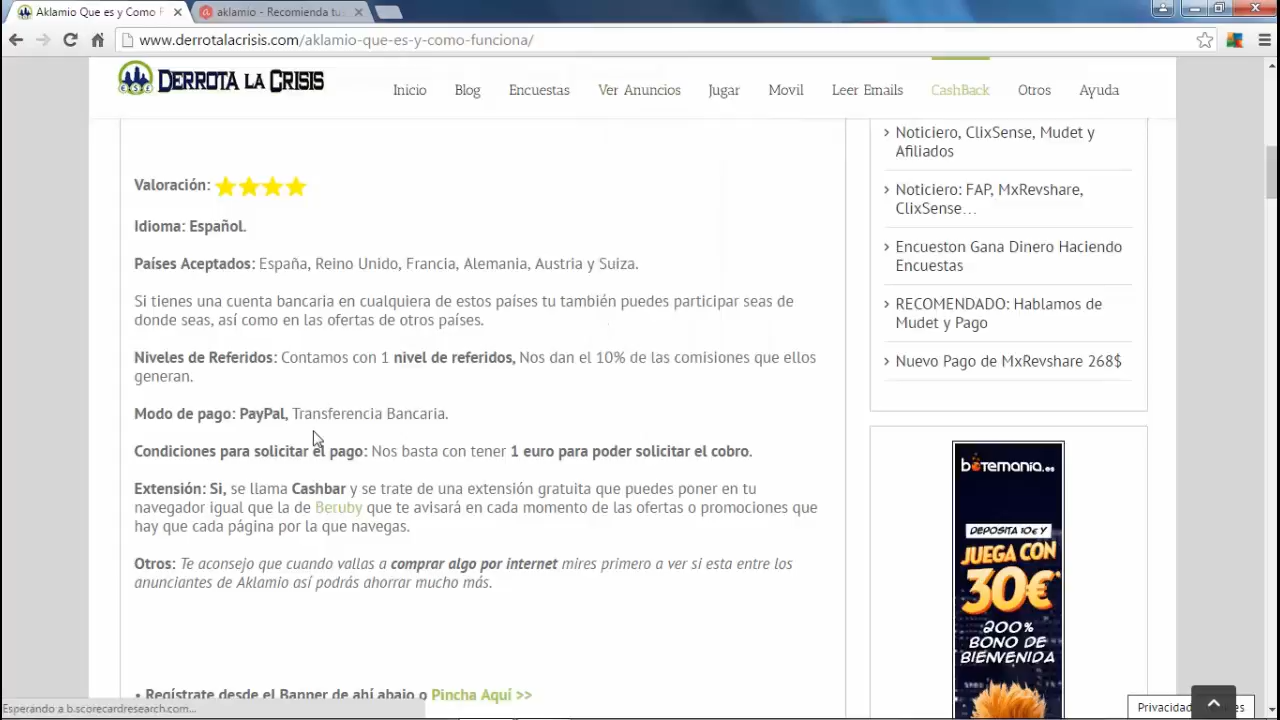 Aklamio Que es y Como F
aklamio - Recomienda tu
www.derrotalacrisis.com/aklamio-que-es-y-como-funciona/
DERROTA LA CRISIS
Inicio Blog Encuestas Ver Anuncios Jugar Movil Leer Emails CashBack Otros Ayuda
Valoración:
Idioma: Español.
Países Aceptados: España, Reino Unido, Francia, Alemania, Austria y Suiza.
Si tienes una cuenta bancaria en cualquiera de estos países tu también puedes participar seas de
donde seas, así como en las ofertas de otros países.
Niveles de Referidos: Contamos con 1 nivel de referidos, Nos dan el 10% de las comisiones que ellos
generan.
Modo de pago: PayPal, Transferencia Bancaria.
Condiciones para solicitar el pago: Nos basta con tener 1 euro para poder solicitar el cobro.
Extensión: Si, se llama Cashbar y se trate de una extensión gratuita que puedes poner en tu
navegador igual que la de Beruby que te avisará en cada momento de las ofertas o promociones que
hay que cada página por la que navegas.
Otros: Te aconsejo que cuando vallas a comprar algo por internet mires primero a ver si esta entre los
anunciantes de Aklamio así podrás ahorrar mucho más.
• Regístrate desde el Banner de ahí abajo o Pincha Aquí >>
Noticiero, ClixSense, Mudet y
Afiliados
Noticiero: FAP, MxRevshare,
ClixSense…
Encueston Gana Dinero Haciendo
Encuestas
RECOMENDADO: Hablamos de
Mudet y Pago
Nuevo Pago de MxRevshare 268$
botemania.es
DEPOSITA 10€ Y
JUEGA CON
30€
200%
BONO DE
BIENVENIDA
Esperando a b.scorecardresearch.com...